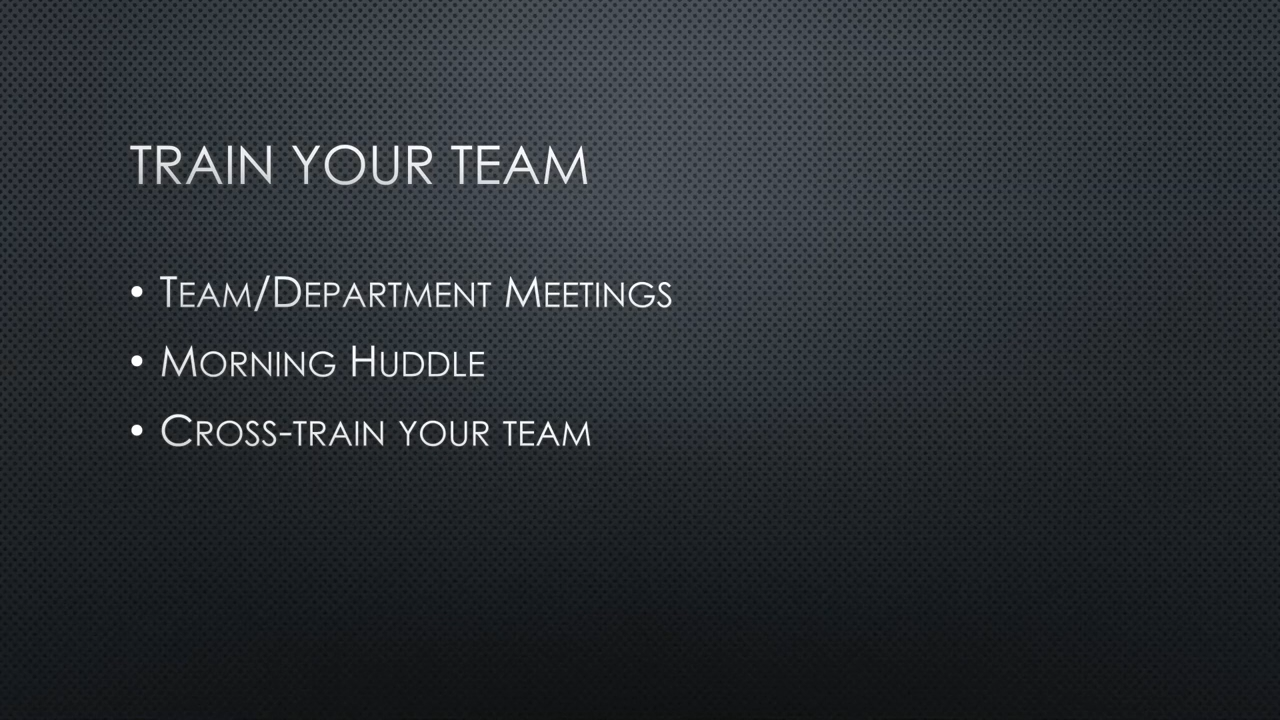 TRAIN YOUR TEAM
• TEAM/DEPARTMENT MEETINGS
• MORNING HUDDLE
• CROSS-TRAIN YOUR TEAM